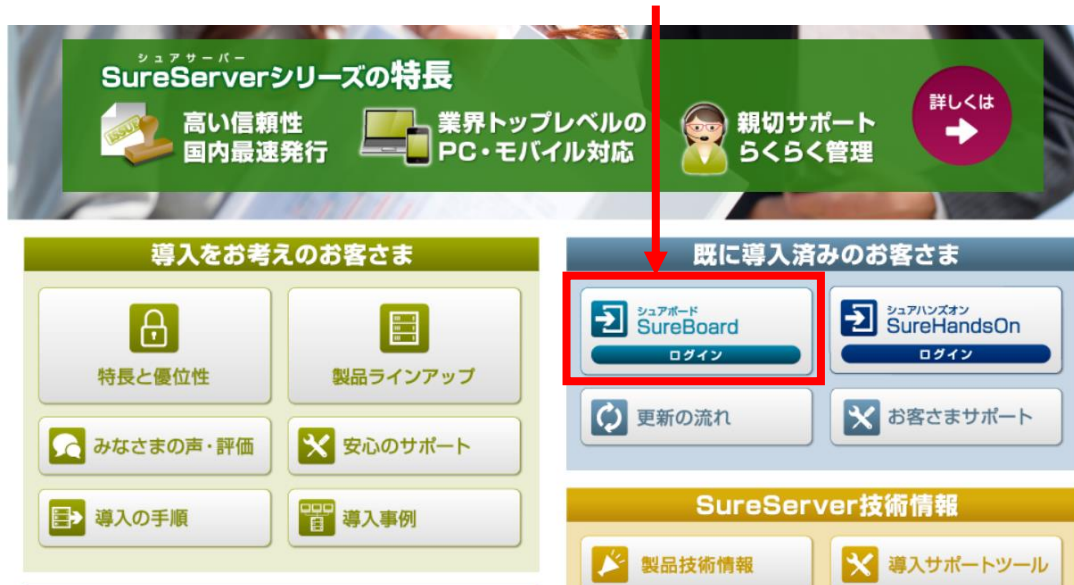 シュアサーバー
SureServerシリーズの特長
高い信頼性
国内最速発行
業界トップレベルの
PC・モバイル対応
親切サポート
らくらく管理
詳しくは
ISSUE
導入をお考えのお客さま
特長と優位性
製品ラインアップ
みなさまの声・評価
安心のサポート
導入の手順
導入事例
既に導入済みのお客さま
シュアボード
SureBoard
ログイン
シュアハンズオン
SureHandsOn
ログイン
更新の流れ
お客さまサポート
SureServer技術情報
製品技術情報
導入サポートツール